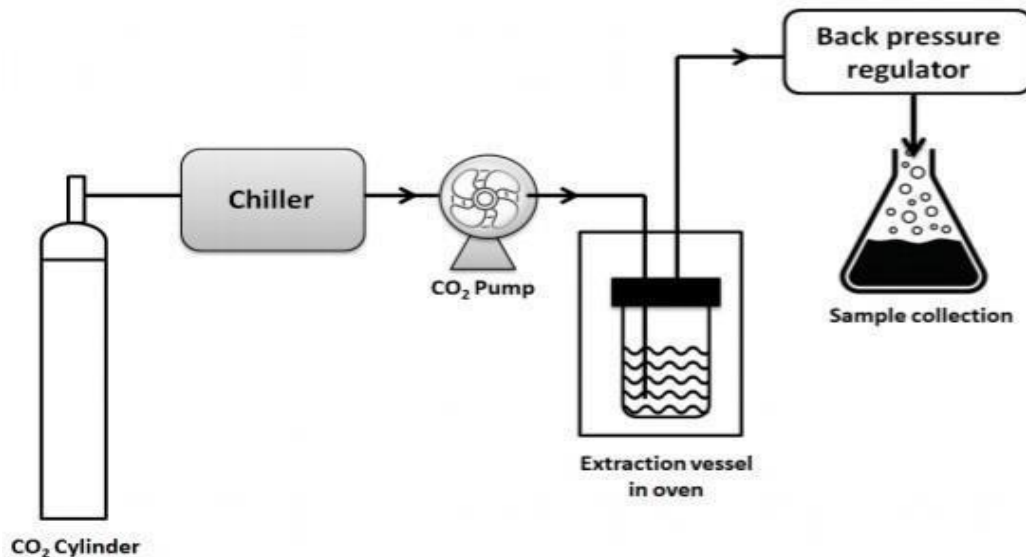 Back pressure
regulator
Chiller
CO₂ Pump
Sample collection
Extraction vessel
in oven
CO₂ Cylinder